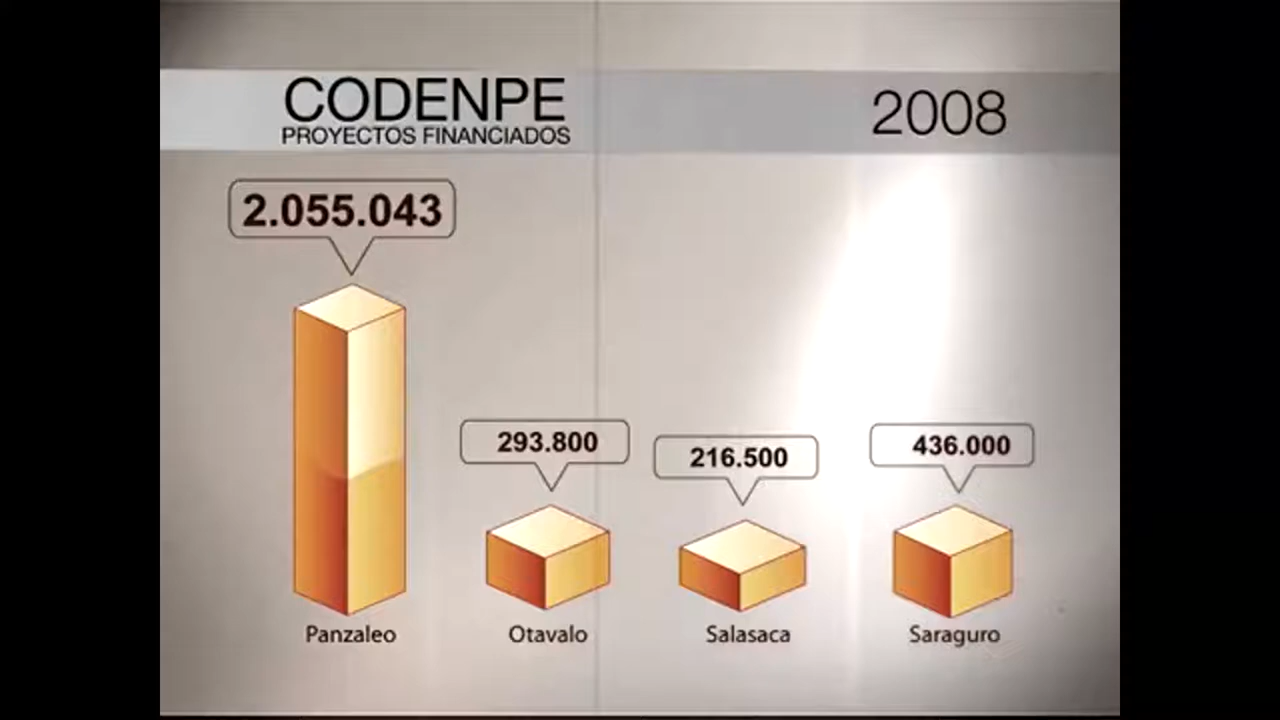 CODENPE
PROYECTOS FINANCIADOS
2008
2.055.043
293.800
216.500
436.000
Panzaleo
Otavalo
Salasaca
Saraguro